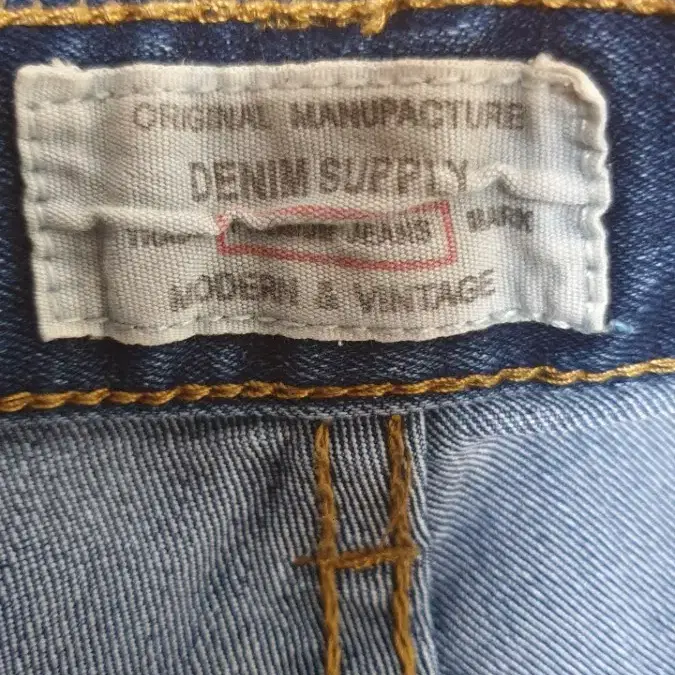 ORIGINAL MANUFACTURE
DENIM SUPPLY
JEANS MARK
MODERN & VINTAGE